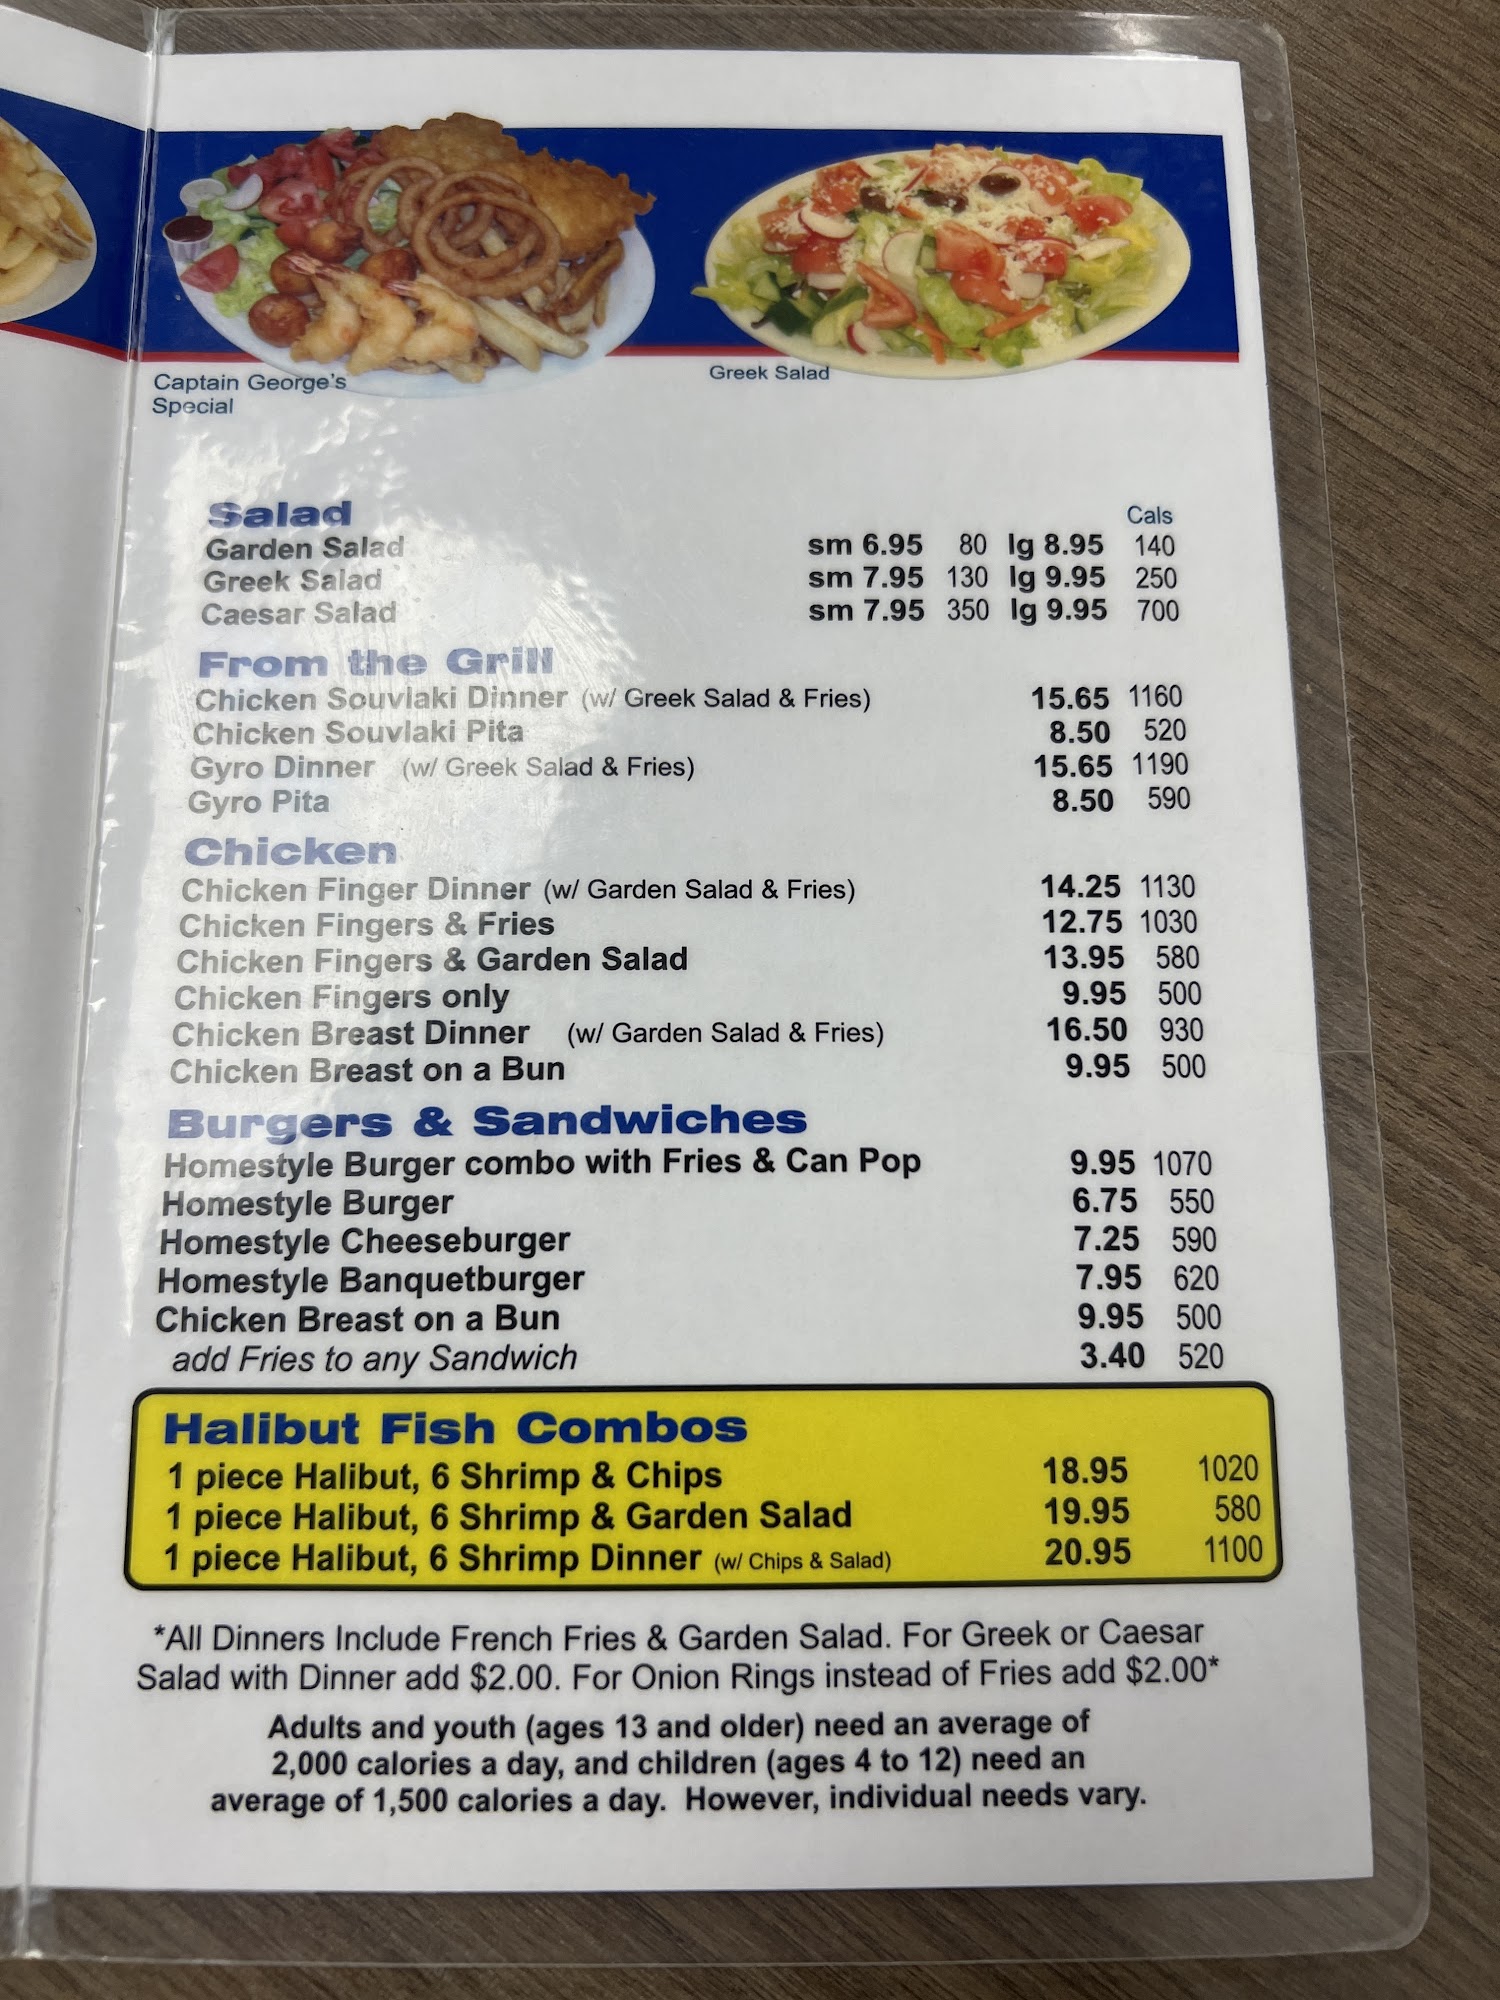 Captain George's
Special
Greek Salad
Salad Cals
Garden Salad sm 6.95 80 lg 8.95 140
Greek Salad sm 7.95 130 lg 9.95 250
Caesar Salad sm 7.95 350 lg 9.95 700
From the Grill
Chicken Souvlaki Dinner (w/ Greek Salad & Fries) 15.65 1160
Chicken Souvlaki Pita 8.50 520
Gyro Dinner (w/ Greek Salad & Fries) 15.65 1190
Gyro Pita 8.50 590
Chicken
Chicken Finger Dinner (w/ Garden Salad & Fries) 14.25 1130
Chicken Fingers & Fries 12.75 1030
Chicken Fingers & Garden Salad 13.95 580
Chicken Fingers only 9.95 500
Chicken Breast Dinner (w/ Garden Salad & Fries) 16.50 930
Chicken Breast on a Bun 9.95 500
Burgers & Sandwiches
Homestyle Burger combo with Fries & Can Pop 9.95 1070
Homestyle Burger 6.75 550
Homestyle Cheeseburger 7.25 590
Homestyle Banquetburger 7.95 620
Chicken Breast on a Bun 9.95 500
add Fries to any Sandwich 3.40 520
Halibut Fish Combos
1 piece Halibut, 6 Shrimp & Chips 18.95 1020
1 piece Halibut, 6 Shrimp & Garden Salad 19.95 580
1 piece Halibut, 6 Shrimp Dinner (w/ Chips & Salad) 20.95 1100
*All Dinners Include French Fries & Garden Salad. For Greek or Caesar
Salad with Dinner add $2.00. For Onion Rings instead of Fries add $2.00*
Adults and youth (ages 13 and older) need an average of
2,000 calories a day, and children (ages 4 to 12) need an
average of 1,500 calories a day. However, individual needs vary.